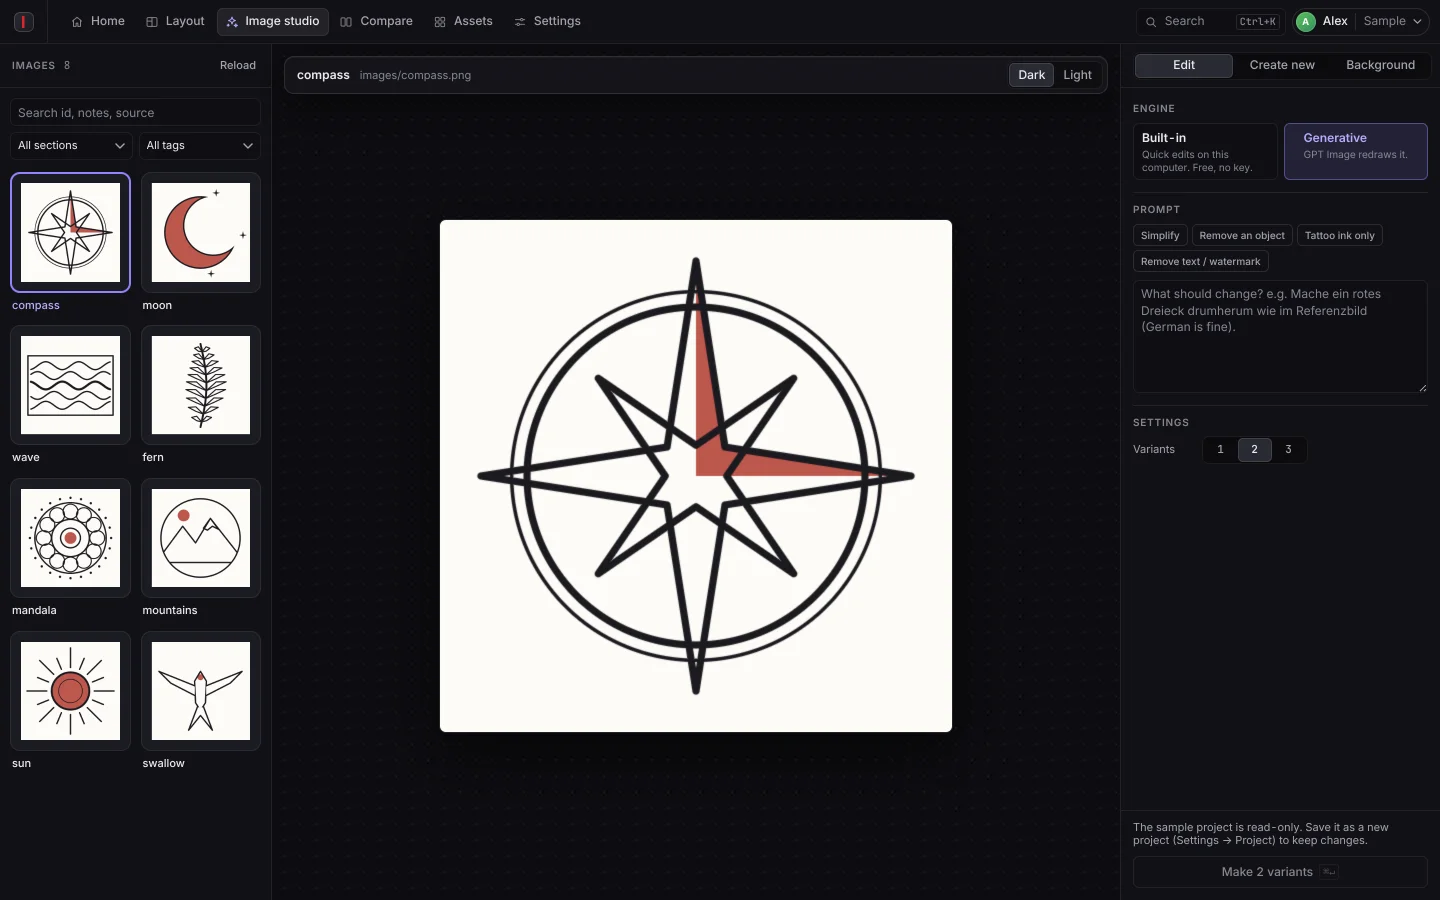 Home
Layout
Image studio
Compare
Assets
Settings
Search
Ctrl+K
A
Alex
Sample
IMAGES 8
Reload
Search id, notes, source
All sections
All tags
compass
moon
wave
fern
mandala
mountains
sun
swallow
compass images/compass.png
Dark
Light
Edit
Create new
Background
ENGINE
Built-in
Quick edits on this
computer. Free, no key.
Generative
GPT Image redraws it.
PROMPT
Simplify
Remove an object
Tattoo ink only
Remove text / watermark
What should change? e.g. Mache ein rotes
Dreieck drumherum wie im Referenzbild
(German is fine).
SETTINGS
Variants
1
2
3
The sample project is read-only. Save it as a new
project (Settings → Project) to keep changes.
Make 2 variants ⌘↵